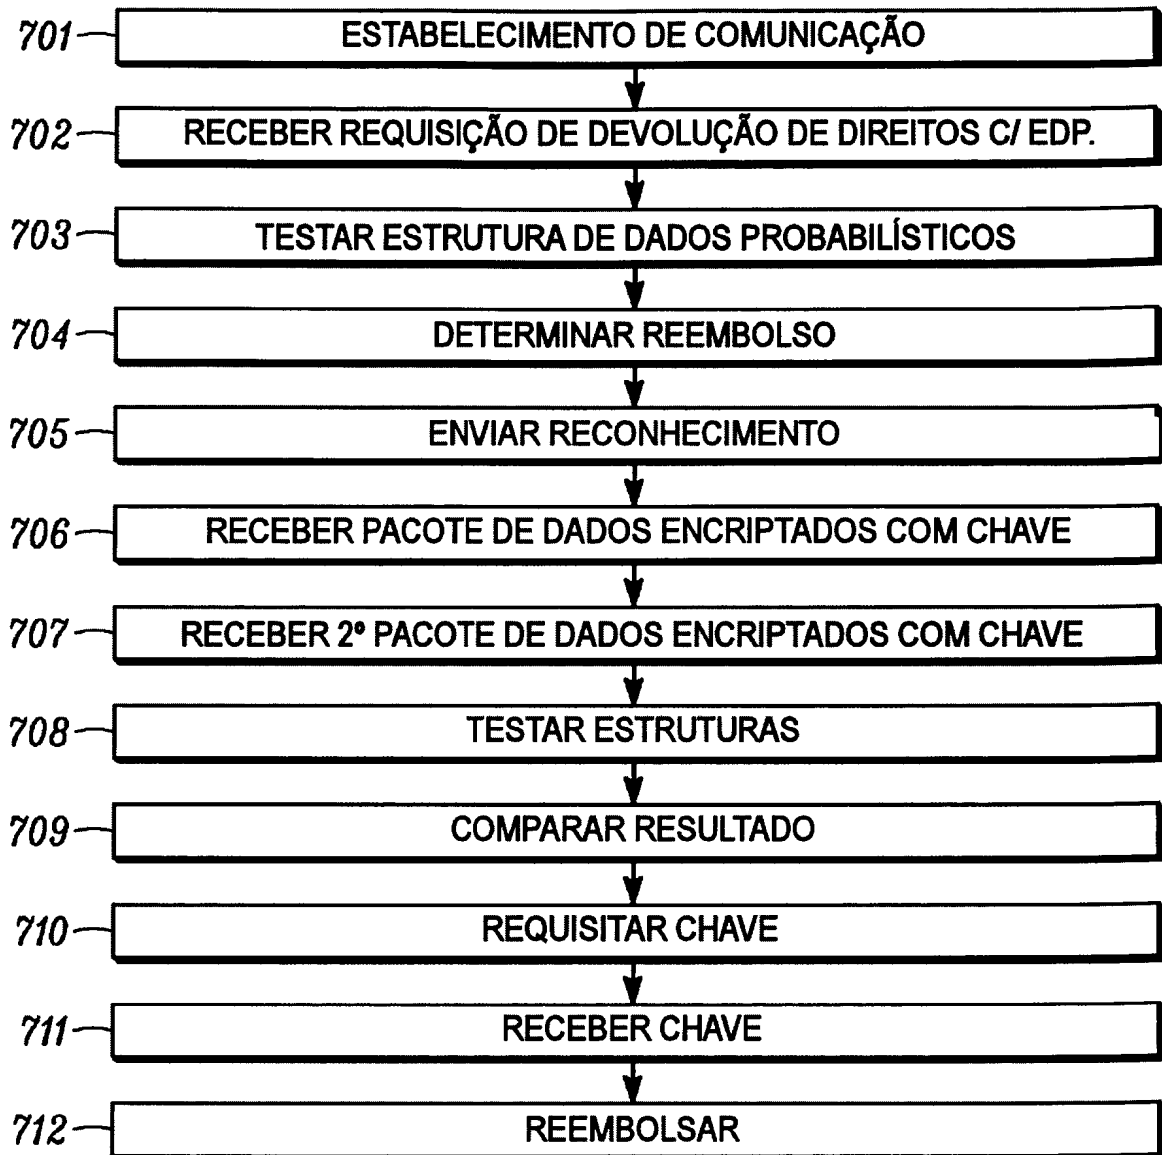 701 ESTABELECIMENTO DE COMUNICAÇÃO
702 RECEBER REQUISIÇÃO DE DEVOLUÇÃO DE DIREITOS C/ EDP.
703 TESTAR ESTRUTURA DE DADOS PROBABILÍSTICOS
704 DETERMINAR REEMBOLSO
705 ENVIAR RECONHECIMENTO
706 RECEBER PACOTE DE DADOS ENCRIPTADOS COM CHAVE
707 RECEBER 2º PACOTE DE DADOS ENCRIPTADOS COM CHAVE
708 TESTAR ESTRUTURAS
709 COMPARAR RESULTADO
710 REQUISITAR CHAVE
711 RECEBER CHAVE
712 REEMBOLSAR